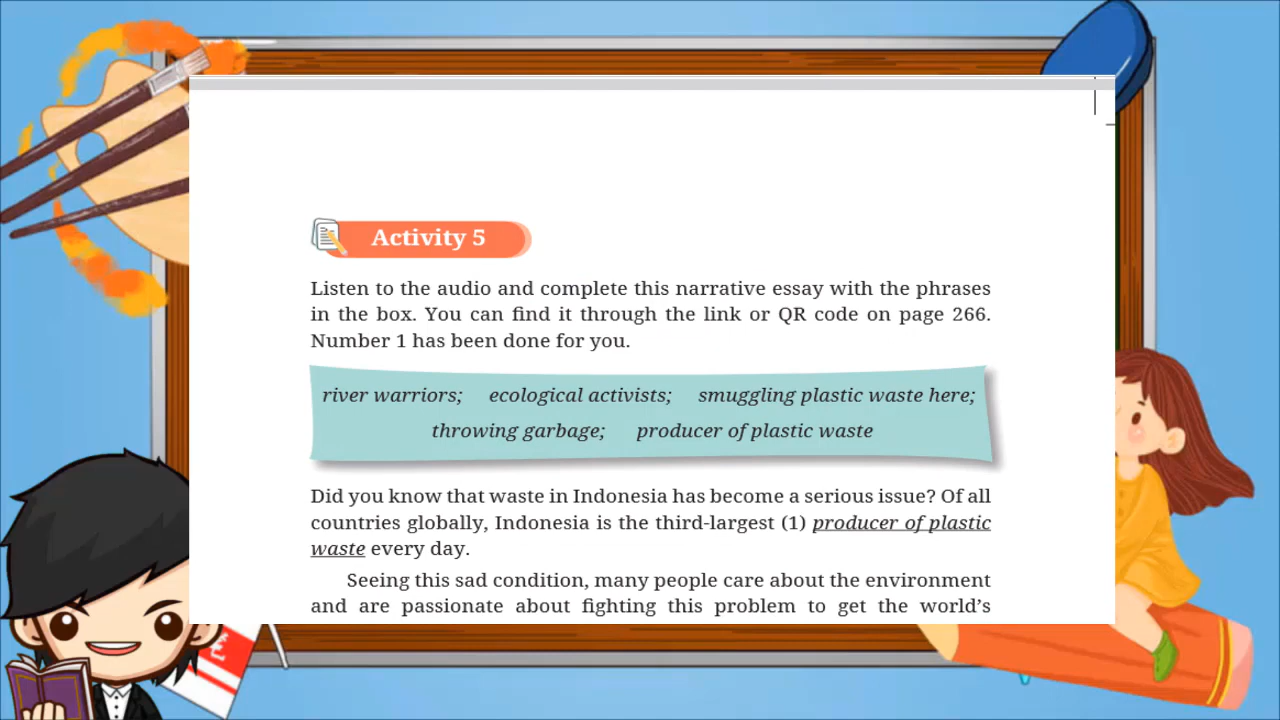 Activity 5
Listen to the audio and complete this narrative essay with the phrases
in the box. You can find it through the link or QR code on page 266.
Number 1 has been done for you.
river warriors; ecological activists; smuggling plastic waste here;
throwing garbage; producer of plastic waste
Did you know that waste in Indonesia has become a serious issue? Of all
countries globally, Indonesia is the third-largest (1) producer of plastic
waste every day.
Seeing this sad condition, many people care about the environment
and are passionate about fighting this problem to get the world's